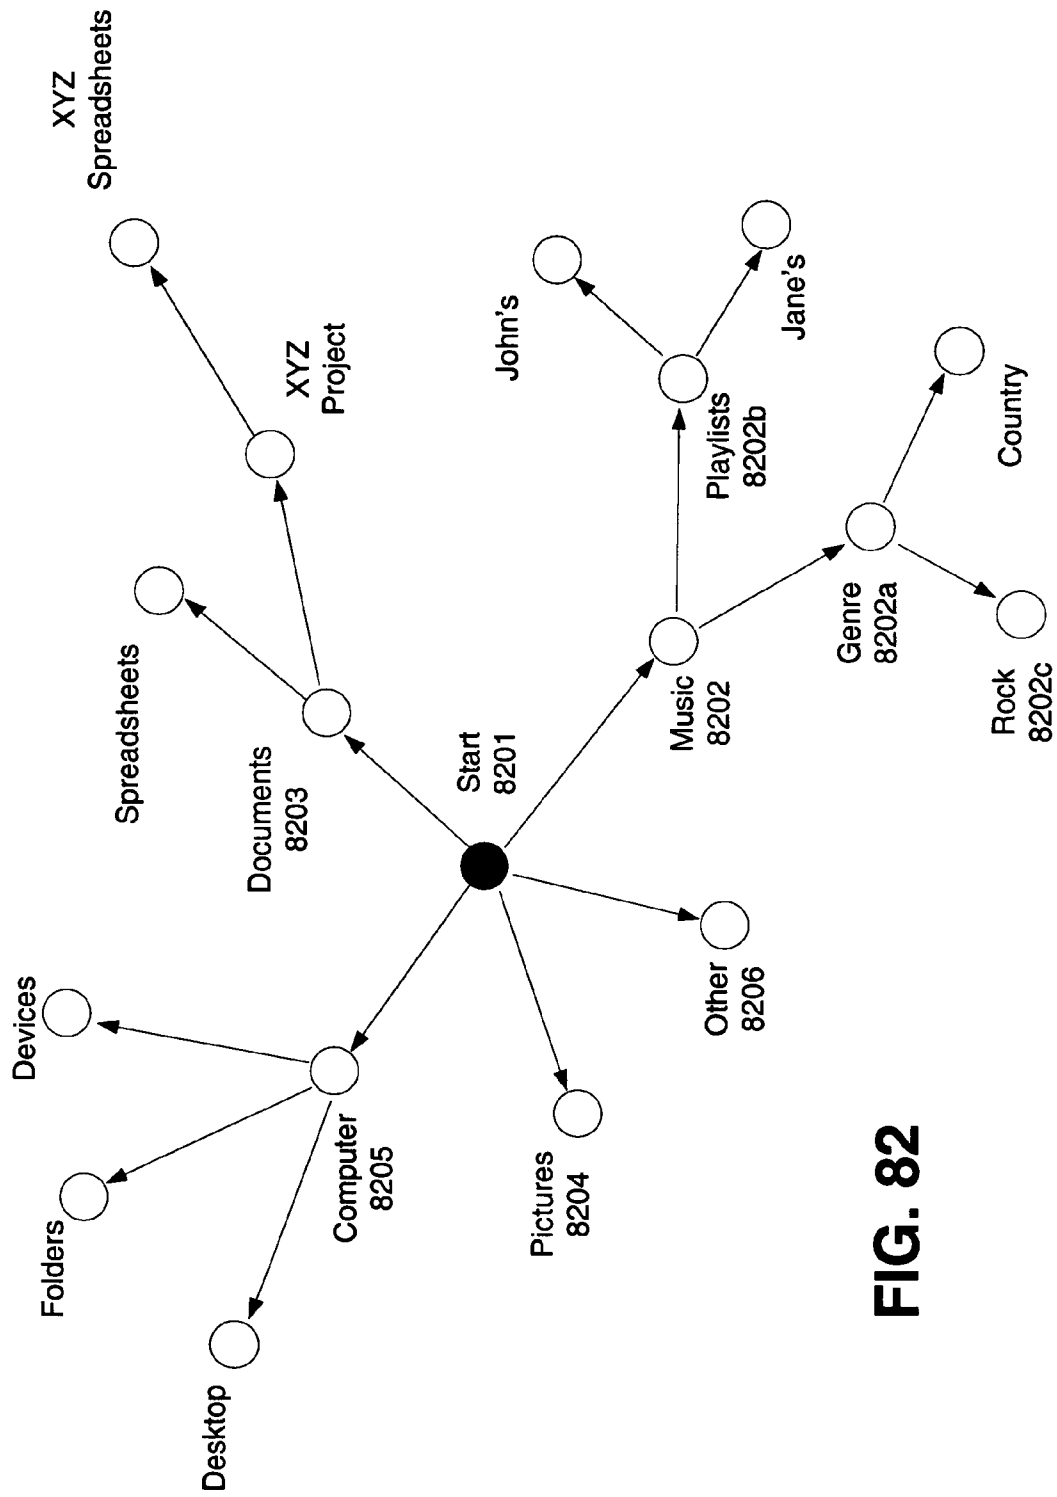 Desktop
Folders
Devices
Computer
8205
Pictures
8204
Other
8206
Start
8201
Documents
8203
Spreadsheets
XYZ
Project
XYZ
Spreadsheets
Music
8202
Playlists
8202b
John's
Jane's
Genre
8202a
Rock
8202c
Country
FIG. 82